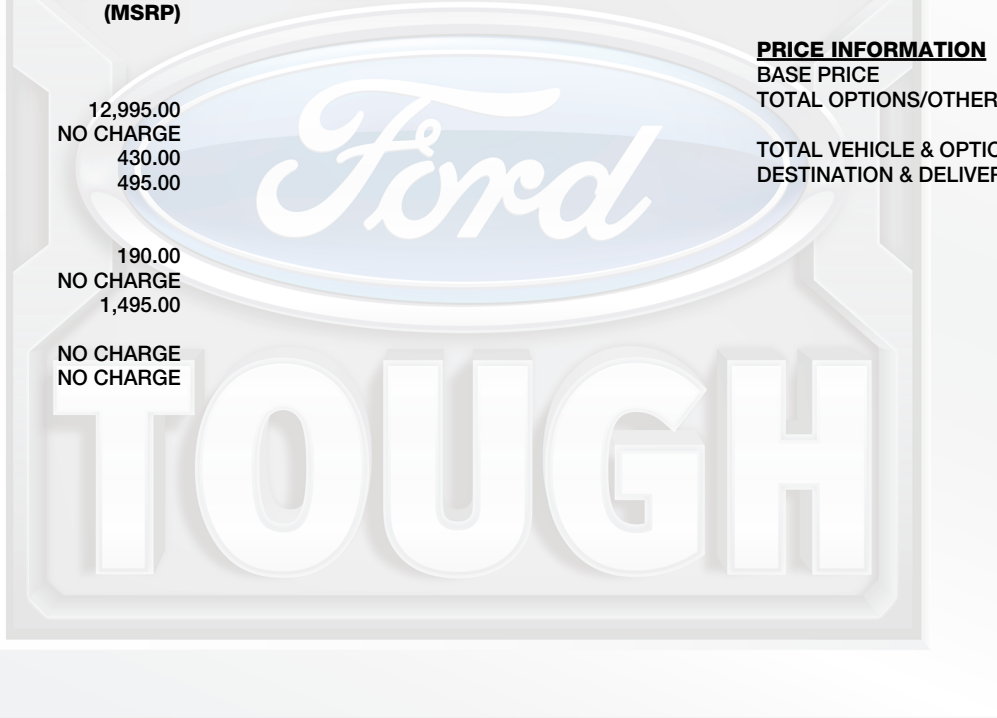 (MSRP)
12,995.00
NO CHARGE
430.00
495.00
190.00
NO CHARGE
1,495.00
NO CHARGE
NO CHARGE
PRICE INFORMATION
BASE PRICE
TOTAL OPTIONS/OTHER
TOTAL VEHICLE & OPTIO
DESTINATION & DELIVER
Ford
TOUGH